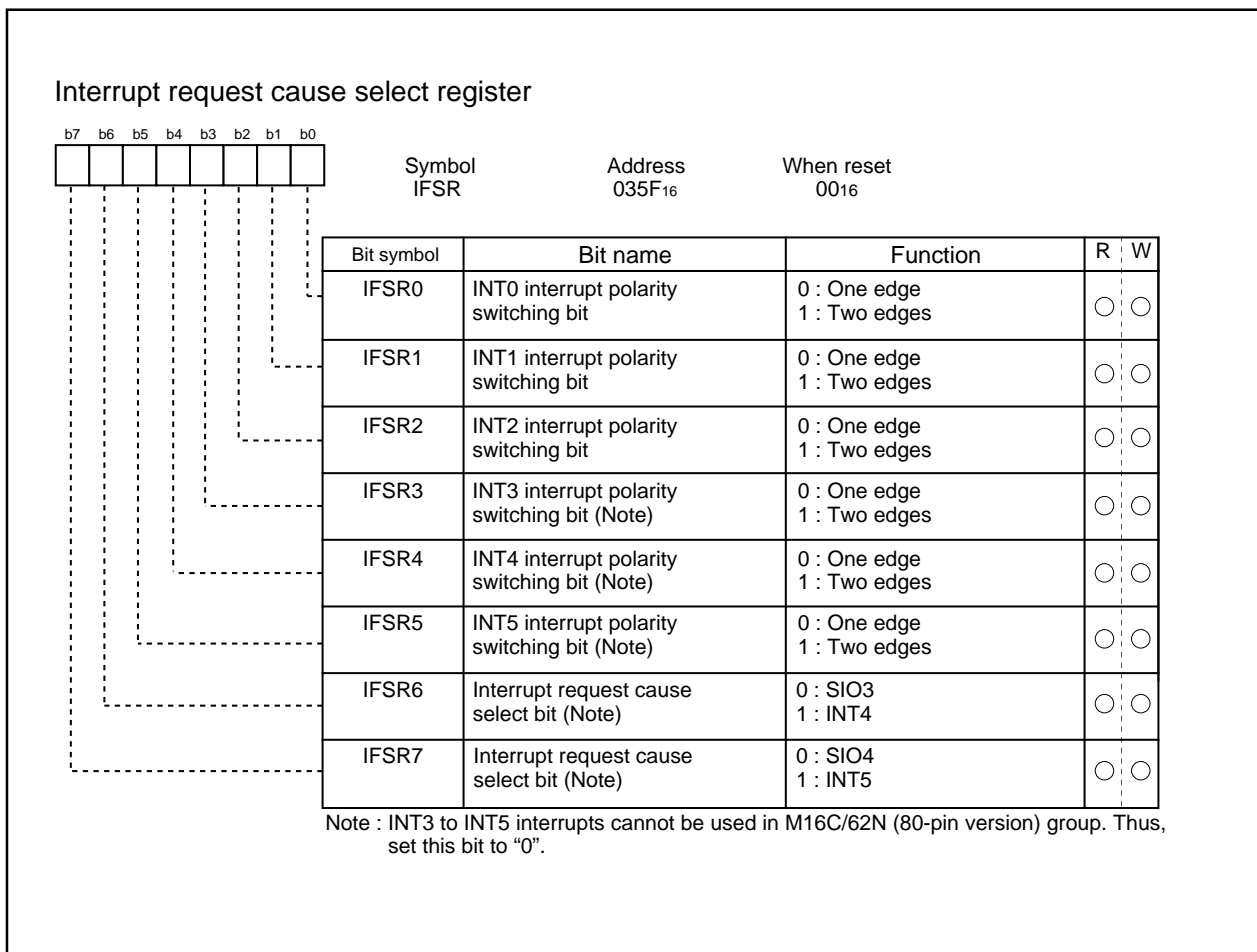 Interrupt request cause select register
b7 b6 b5 b4 b3 b2 b1 b0
Symbol Address When reset
IFSR 035F16 0016
Bit symbol Bit name Function R W
IFSR0 INT0 interrupt polarity 0 : One edge
switching bit 1 : Two edges
IFSR1 INT1 interrupt polarity 0 : One edge
switching bit 1 : Two edges
IFSR2 INT2 interrupt polarity 0 : One edge
switching bit 1 : Two edges
IFSR3 INT3 interrupt polarity 0 : One edge
switching bit (Note) 1 : Two edges
IFSR4 INT4 interrupt polarity 0 : One edge
switching bit (Note) 1 : Two edges
IFSR5 INT5 interrupt polarity 0 : One edge
switching bit (Note) 1 : Two edges
IFSR6 Interrupt request cause 0 : SIO3
select bit (Note) 1 : INT4
IFSR7 Interrupt request cause 0 : SIO4
select bit (Note) 1 : INT5
Note : INT3 to INT5 interrupts cannot be used in M16C/62N (80-pin version) group. Thus,
set this bit to “0”.